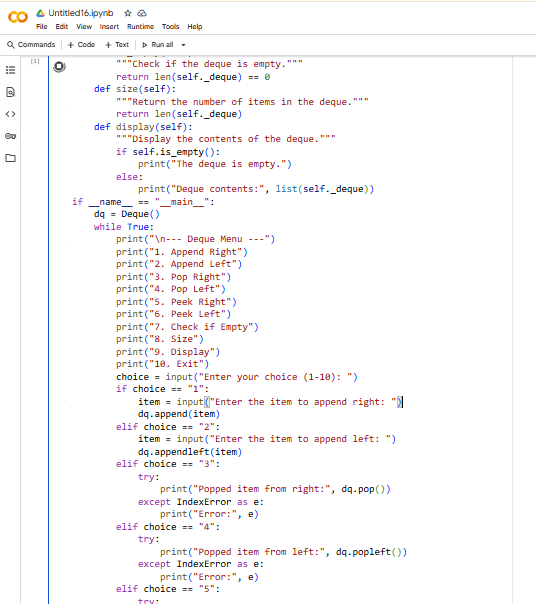 CO Untitled16.ipynb
File Edit View Insert Runtime Tools Help
Commands + Code + Text Run all
[1]
"""Check if the deque is empty."""
return len(self._deque) == 0
def size(self):
"""Return the number of items in the deque."""
return len(self._deque)
def display(self):
"""Display the contents of the deque."""
if self.is_empty():
print("The deque is empty.")
else:
print("Deque contents:", list(self._deque))
if __name__ == "__main__":
dq = Deque()
while True:
print("\n--- Deque Menu ---")
print("1. Append Right")
print("2. Append Left")
print("3. Pop Right")
print("4. Pop Left")
print("5. Peek Right")
print("6. Peek Left")
print("7. Check if Empty")
print("8. Size")
print("9. Display")
print("10. Exit")
choice = input("Enter your choice (1-10): ")
if choice == "1":
item = input("Enter the item to append right: ")
dq.append(item)
elif choice == "2":
item = input("Enter the item to append left: ")
dq.appendleft(item)
elif choice == "3":
try:
print("Popped item from right:", dq.pop())
except IndexError as e:
print("Error:", e)
elif choice == "4":
try:
print("Popped item from left:", dq.popleft())
except IndexError as e:
print("Error:", e)
elif choice == "5":
try: